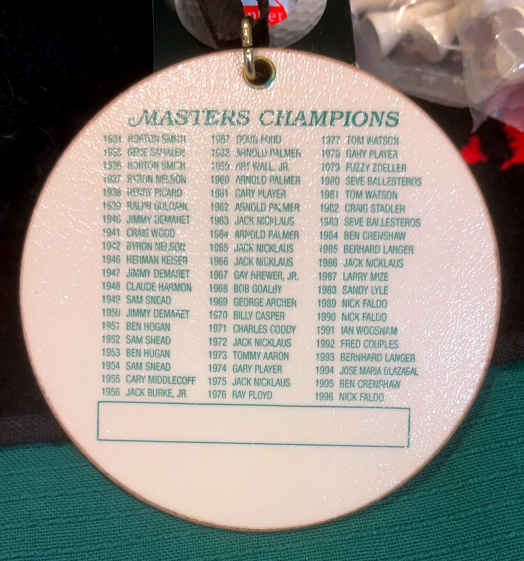 MASTERS CHAMPIONS
1934 HORTON SMITH
1935 GENE SARAZEN
1936 HORTON SMITH
1937 BYRON NELSON
1938 HENRY PICARD
1939 RALPH GULDAHL
1940 JIMMY DEMARET
1941 CRAIG WOOD
1942 BYRON NELSON
1946 HERMAN KEISER
1947 JIMMY DEMARET
1948 CLAUDE HARMON
1949 SAM SNEAD
1950 JIMMY DEMARET
1951 BEN HOGAN
1952 SAM SNEAD
1953 BEN HOGAN
1954 SAM SNEAD
1955 CARY MIDDLECOFF
1956 JACK BURKE, JR.
1957 DOUG FORD
1958 ARNOLD PALMER
1959 ART WALL, JR.
1960 ARNOLD PALMER
1961 GARY PLAYER
1962 ARNOLD PALMER
1963 JACK NICKLAUS
1964 ARNOLD PALMER
1965 JACK NICKLAUS
1966 JACK NICKLAUS
1967 GAY BREWER, JR.
1968 BOB GOALBY
1969 GEORGE ARCHER
1970 BILLY CASPER
1971 CHARLES COODY
1972 JACK NICKLAUS
1973 TOMMY AARON
1974 GARY PLAYER
1975 JACK NICKLAUS
1976 RAY FLOYD
1977 TOM WATSON
1978 GARY PLAYER
1979 FUZZY ZOELLER
1980 SEVE BALLESTEROS
1981 TOM WATSON
1982 CRAIG STADLER
1983 SEVE BALLESTEROS
1984 BEN CRENSHAW
1985 BERHARD LANGER
1986 JACK NICKLAUS
1987 LARRY MIZE
1988 SANDY LYLE
1989 NICK FALDO
1990 NICK FALDO
1991 IAN WOOSNAM
1992 FRED COUPLES
1993 BERNHARD LANGER
1994 JOSE MARIA OLAZABAL
1995 BEN CRENSHAW
1996 NICK FALDO